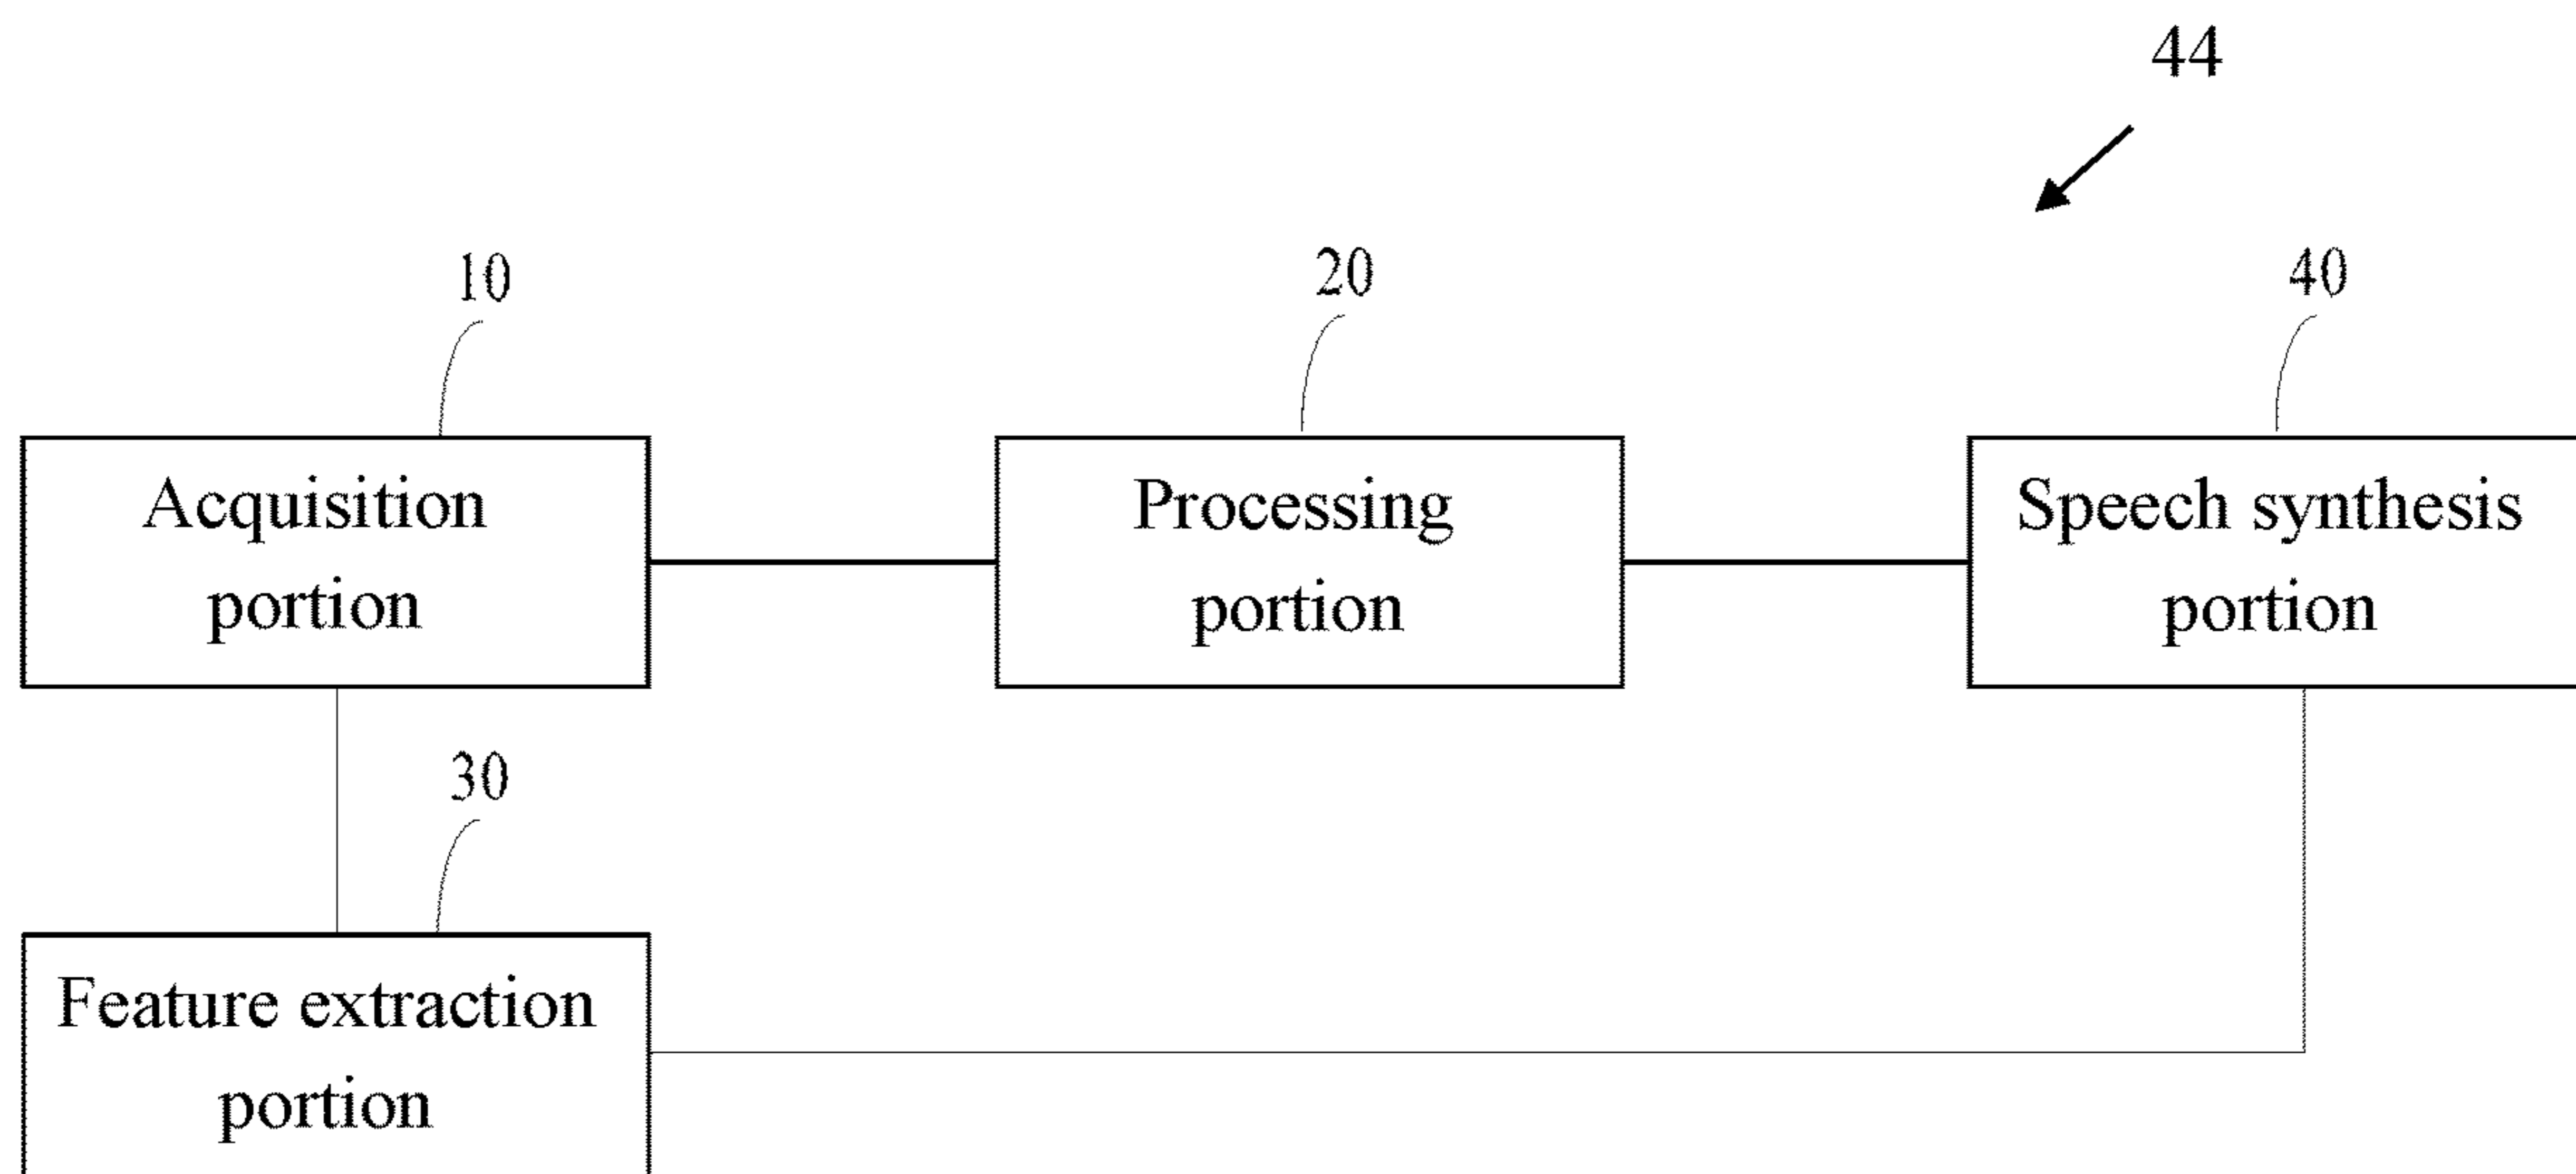 44
10
20
40
Acquisition
portion
Processing
portion
Speech synthesis
portion
30
Feature extraction
portion